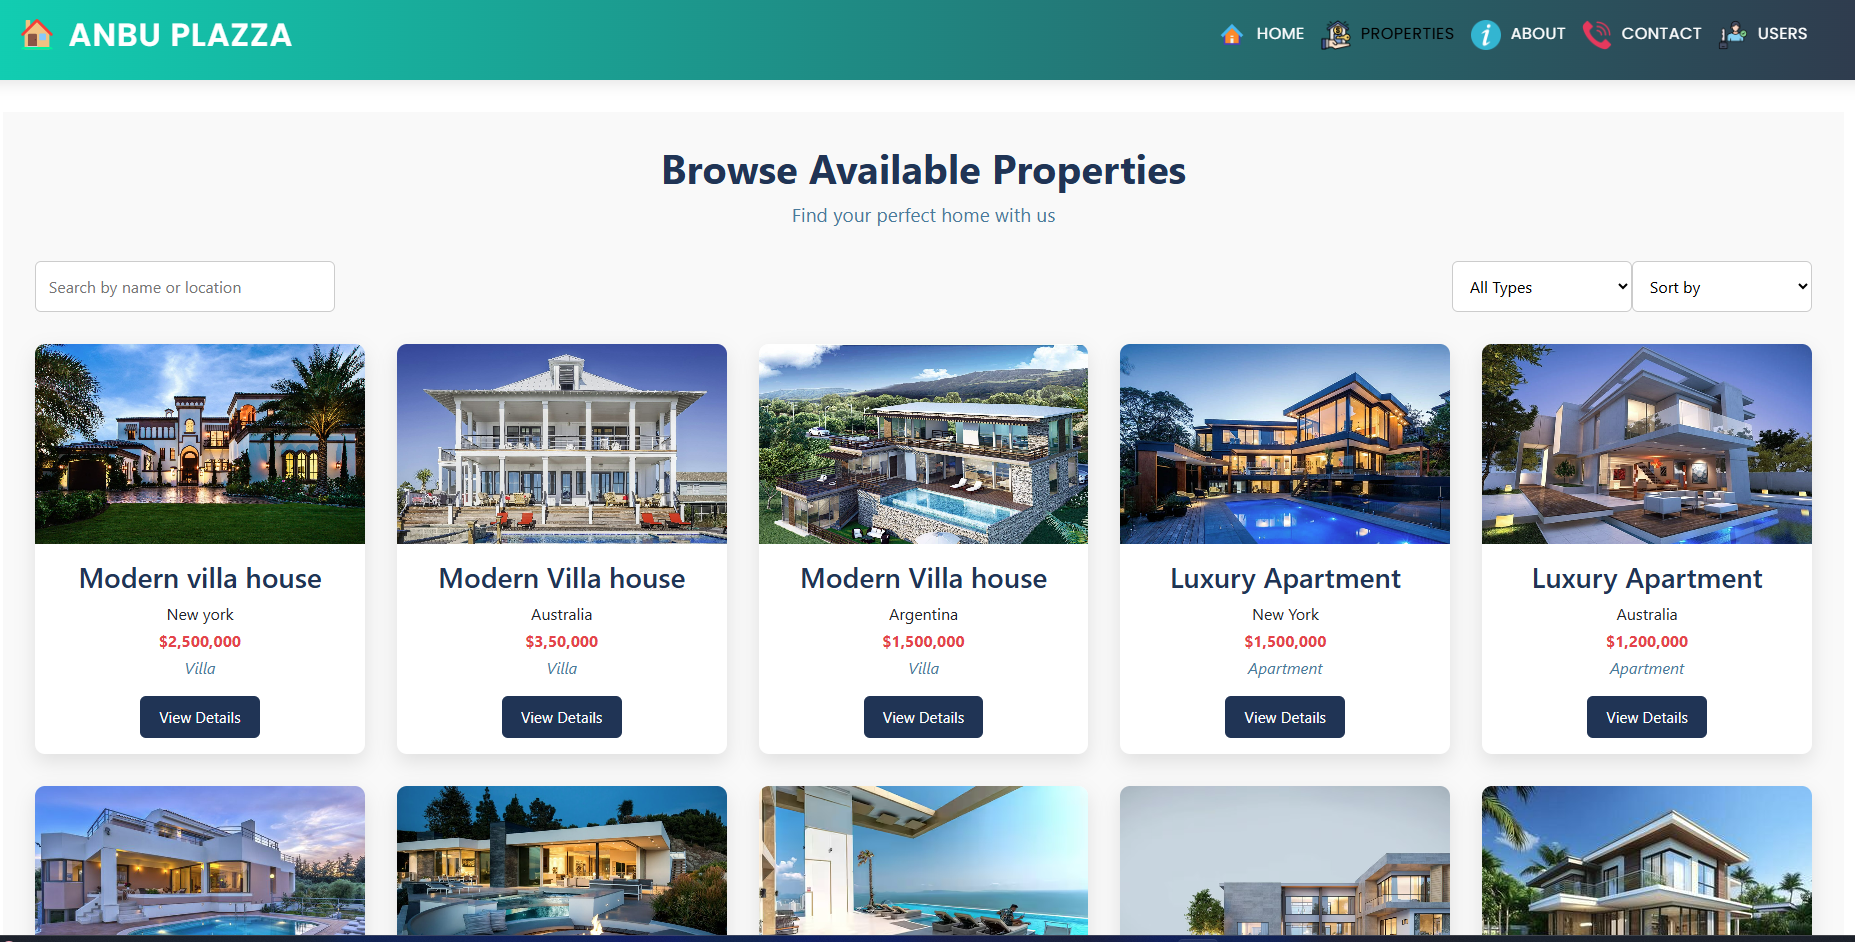 ANBU PLAZZA
HOME PROPERTIES ABOUT CONTACT USERS
Browse Available Properties
Find your perfect home with us
Search by name or location
All Types
Sort by
Modern villa house
New york
$2,500,000
Villa
View Details
Modern Villa house
Australia
$3,50,000
Villa
View Details
Modern Villa house
Argentina
$1,500,000
Villa
View Details
Luxury Apartment
New York
$1,500,000
Apartment
View Details
Luxury Apartment
Australia
$1,200,000
Apartment
View Details